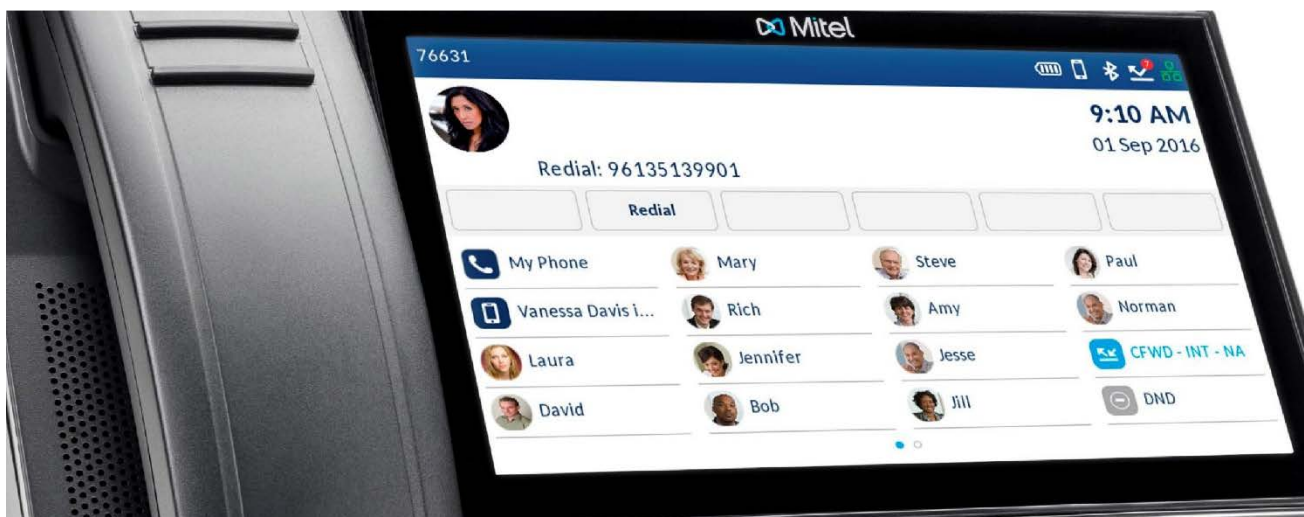 Mitel
76631
7
9:10 AM
01 Sep 2016
Redial: 96135139901
Redial
My Phone
Mary
Steve
Paul
Vanessa Davis i...
Rich
Amy
Norman
Laura
Jennifer
Jesse
CFWD - INT - NA
David
Bob
Jill
DND